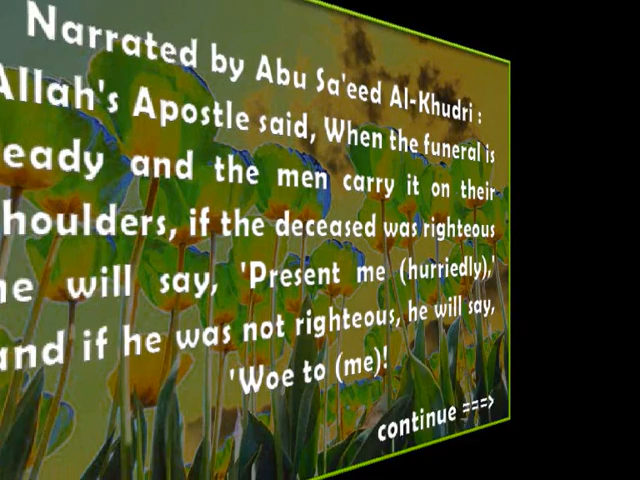 Narrated by Abu Sa'eed Al-Khudri :
Allah's Apostle said, When the funeral is
eady and the men carry it on their
houlders, if the deceased was righteous
he will say, 'Present me (hurriedly),'
and if he was not righteous, he will say,
'Woe to (me)!
continue ===>